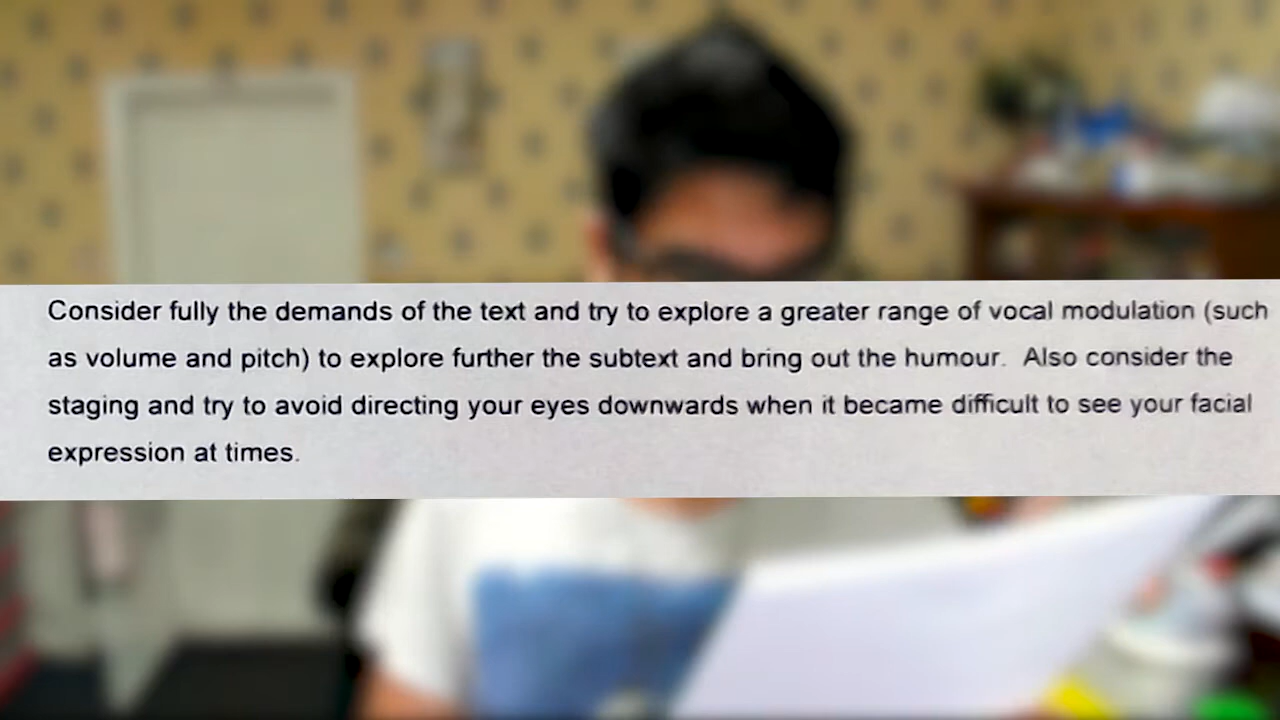 Consider fully the demands of the text and try to explore a greater range of vocal modulation (such
as volume and pitch) to explore further the subtext and bring out the humour.  Also consider the
staging and try to avoid directing your eyes downwards when it became difficult to see your facial
expression at times.